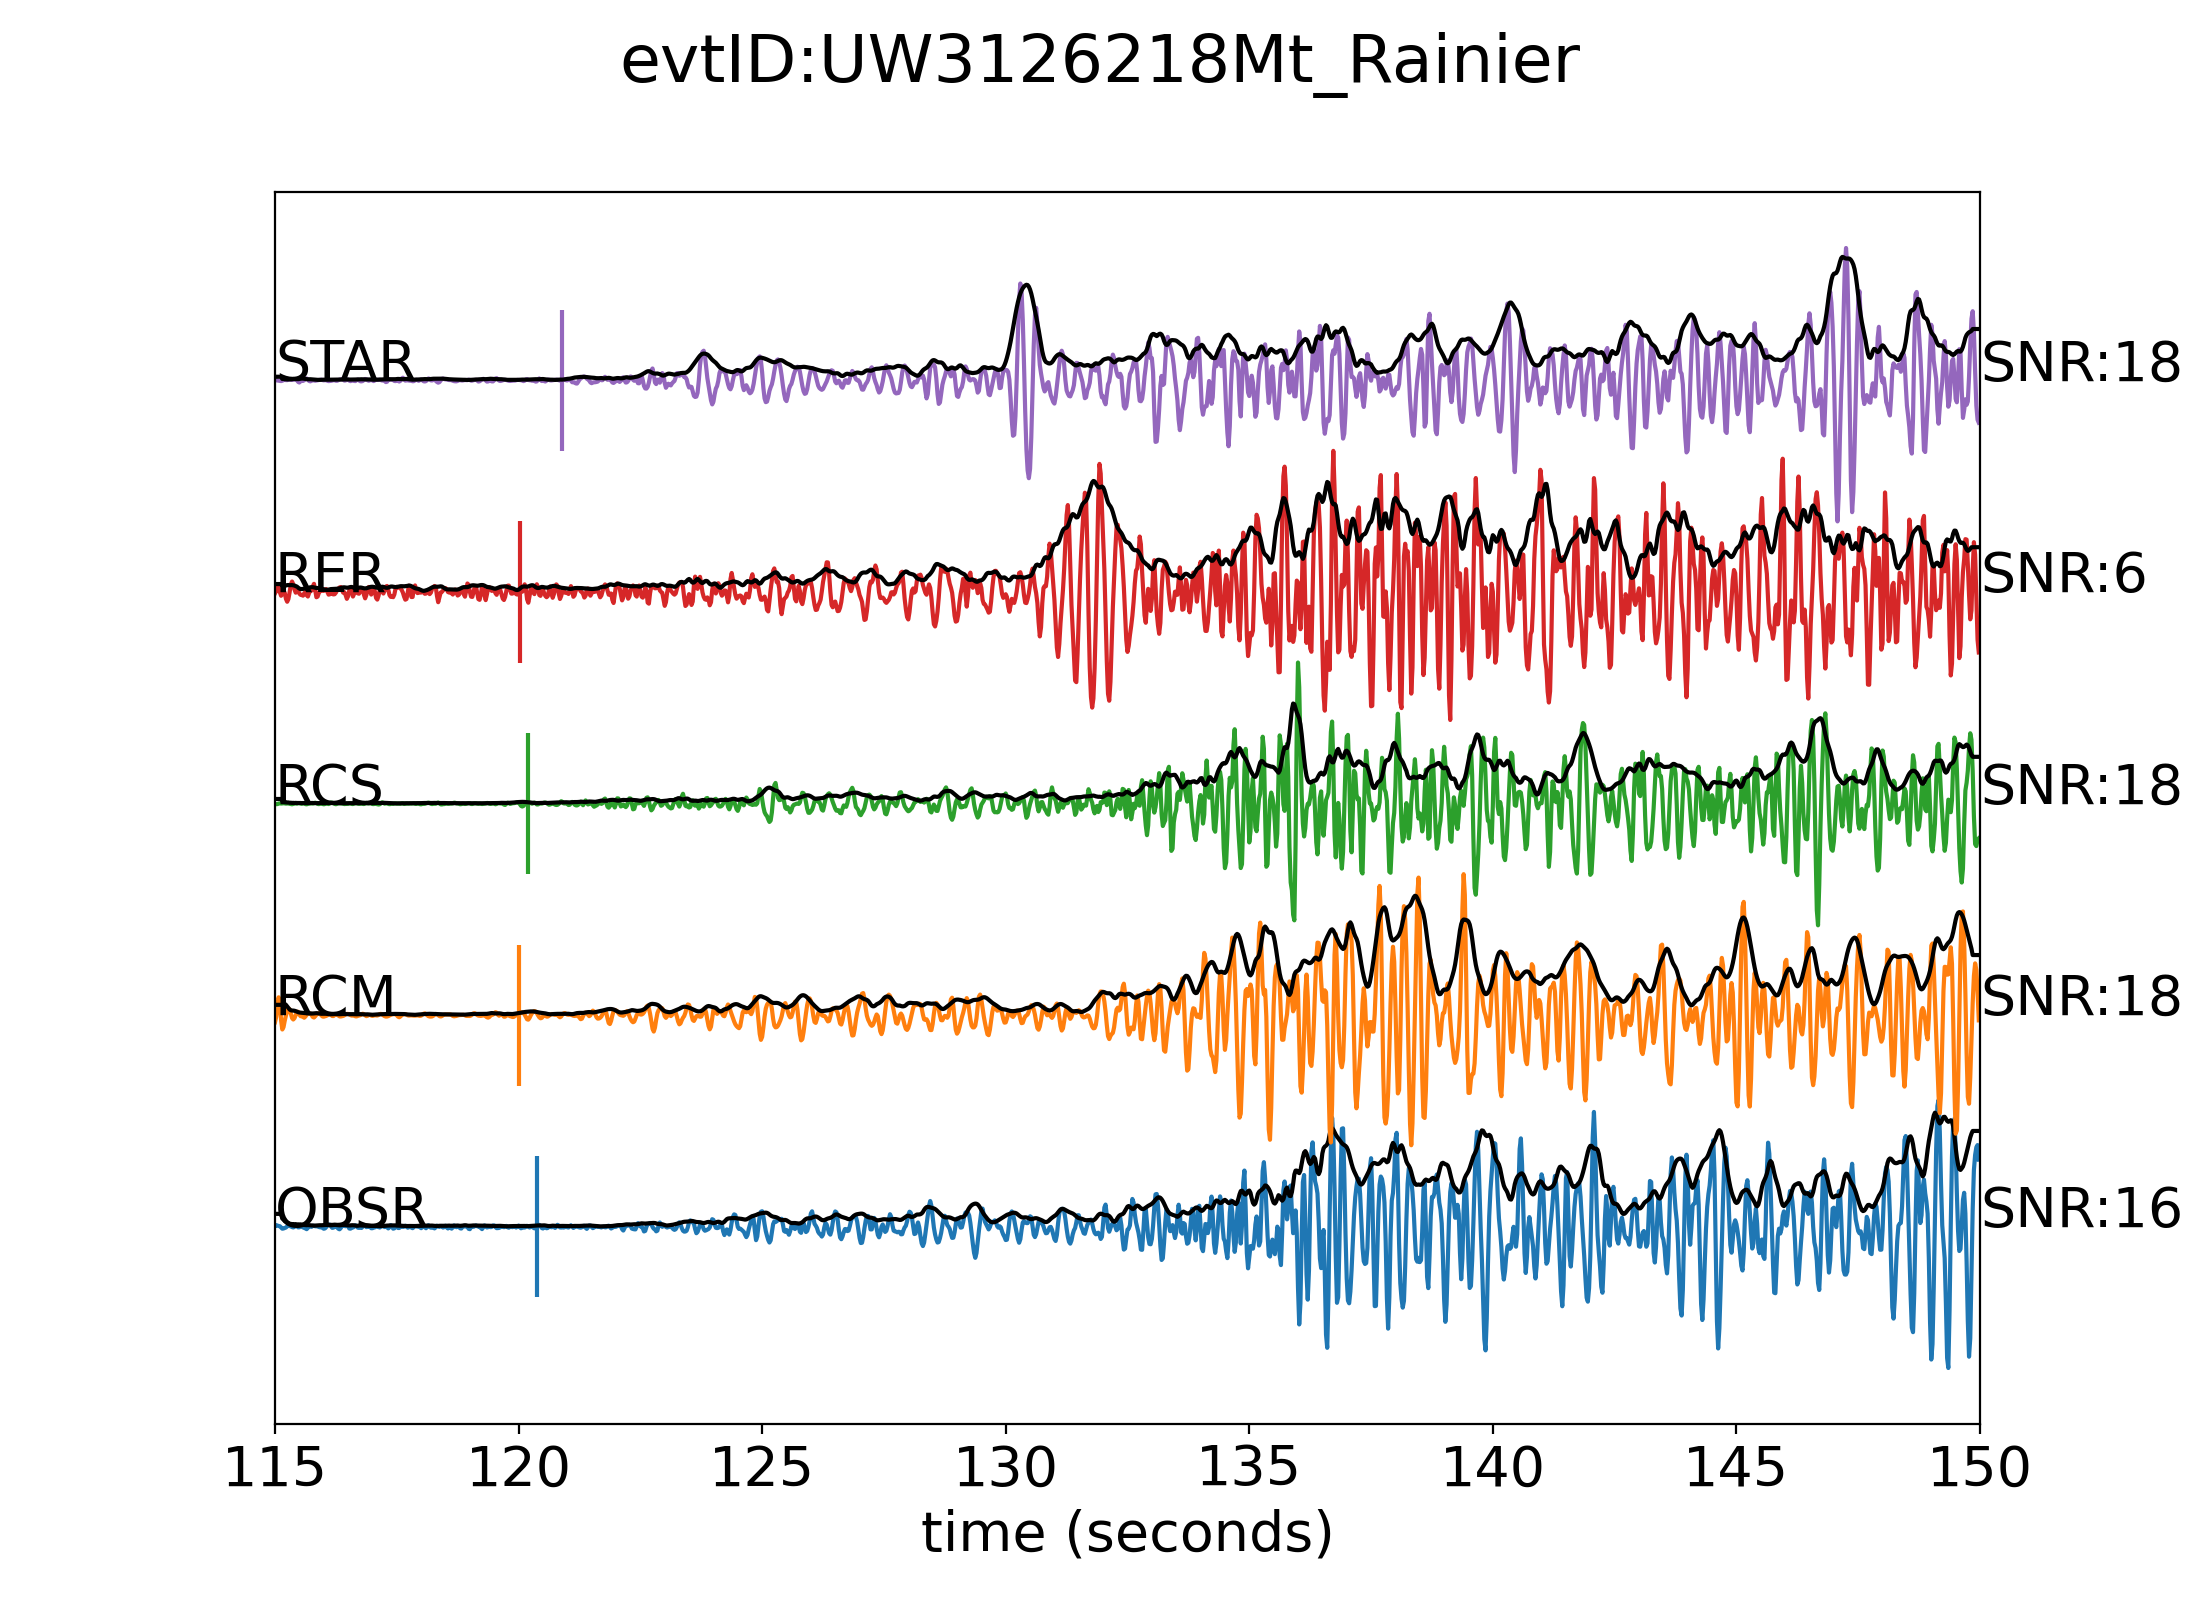 evtID:UW3126218Mt_Rainier
STAR SNR:18
RER SNR:6
RCS SNR:18
RCM SNR:18
OBSR SNR:16
115 120 125 130 135 140 145 150
time (seconds)